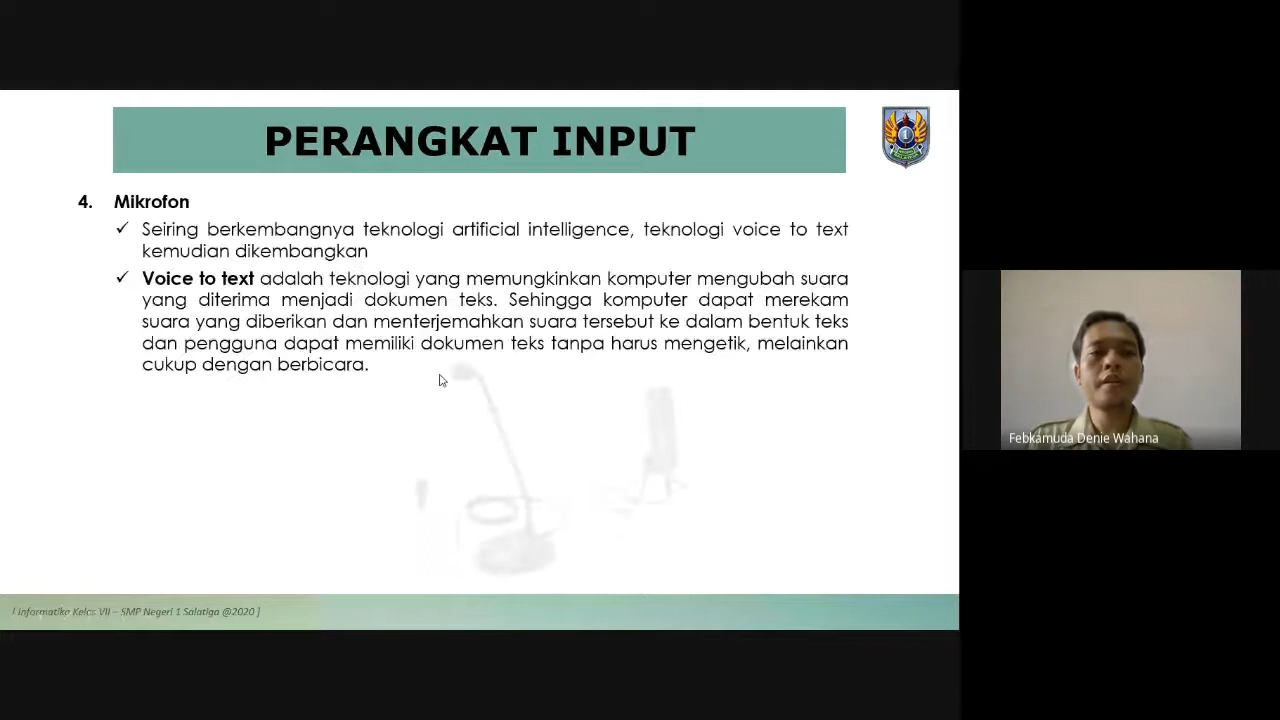 PERANGKAT INPUT
4. Mikrofon
✓ Seiring berkembangnya teknologi artificial intelligence, teknologi voice to text
kemudian dikembangkan
✓ Voice to text adalah teknologi yang memungkinkan komputer mengubah suara
yang diterima menjadi dokumen teks. Sehingga komputer dapat merekam
suara yang diberikan dan menterjemahkan suara tersebut ke dalam bentuk teks
dan pengguna dapat memiliki dokumen teks tanpa harus mengetik, melainkan
cukup dengan berbicara.
Febkamuda Denie Wahana
[ Informatika Kelas VII – SMP Negeri 1 Salatiga @2020 ]